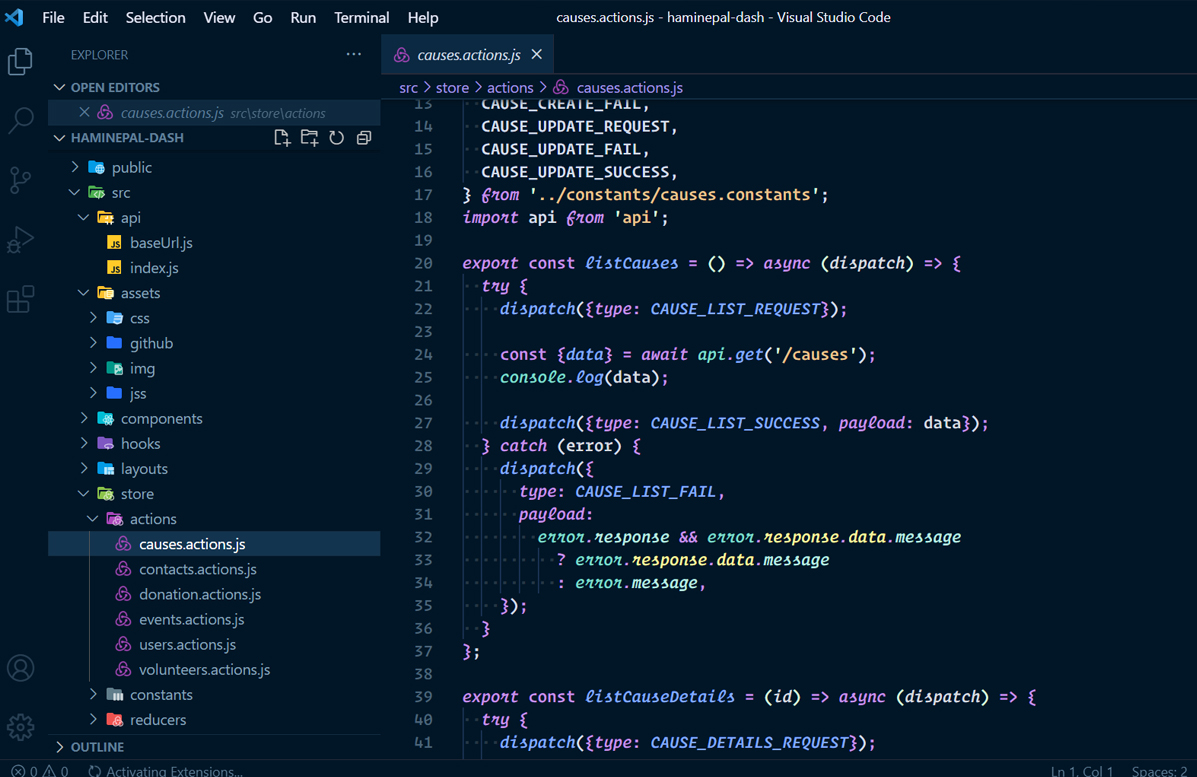 File Edit Selection View Go Run Terminal Help
causes.actions.js - haminepal-dash - Visual Studio Code
EXPLORER
OPEN EDITORS
causes.actions.js src\store\actions
HAMINEPAL-DASH
public
src
api
baseUrl.js
index.js
assets
css
github
img
jss
components
hooks
layouts
store
actions
causes.actions.js
contacts.actions.js
donation.actions.js
events.actions.js
users.actions.js
volunteers.actions.js
constants
reducers
OUTLINE
causes.actions.js
src > store > actions > causes.actions.js
13 CAUSE_CREATE_FAIL,
14 CAUSE_UPDATE_REQUEST,
15 CAUSE_UPDATE_FAIL,
16 CAUSE_UPDATE_SUCCESS,
17 } from '../constants/causes.constants';
18 import api from 'api';
19
20 export const listCauses = () => async (dispatch) => {
21 try {
22 dispatch({type: CAUSE_LIST_REQUEST});
23
24 const {data} = await api.get('/causes');
25 console.log(data);
26
27 dispatch({type: CAUSE_LIST_SUCCESS, payload: data});
28 } catch (error) {
29 dispatch({
30 type: CAUSE_LIST_FAIL,
31 payload:
32 error.response && error.response.data.message
33 ? error.response.data.message
34 : error.message,
35 });
36 }
37 };
38
39 export const listCauseDetails = (id) => async (dispatch) => {
40 try {
41 dispatch({type: CAUSE_DETAILS_REQUEST});
0 0 Activating Extensions...
Ln 1, Col 1 Spaces: 2